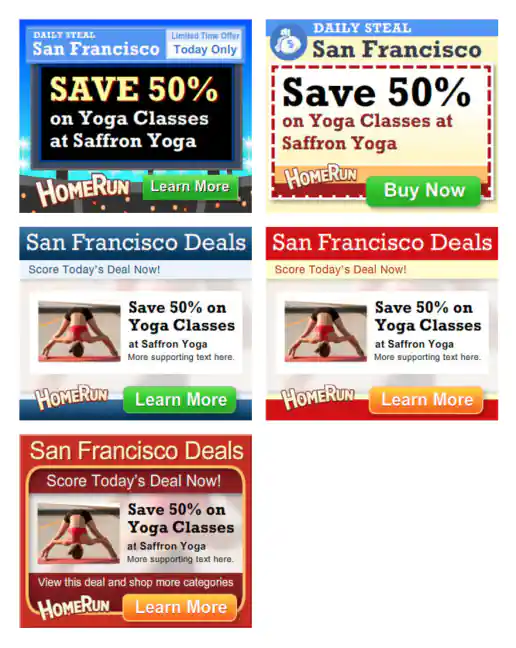 DAILY STEAL
San Francisco
Limited Time Offer
Today Only
SAVE 50%
on Yoga Classes
at Saffron Yoga
HOMERUN
Learn More
DAILY STEAL
San Francisco
$
Save 50%
on Yoga Classes at
Saffron Yoga
HOMERUN
Buy Now
San Francisco Deals
Score Today's Deal Now!
Save 50% on
Yoga Classes
at Saffron Yoga
More supporting text here.
HOMERUN
Learn More
San Francisco Deals
Score Today's Deal Now!
Save 50% on
Yoga Classes
at Saffron Yoga
More supporting text here.
HOMERUN
Learn More
San Francisco Deals
Score Today's Deal Now!
Save 50% on
Yoga Classes
at Saffron Yoga
More supporting text here.
View this deal and shop more categories
HOMERUN
Learn More